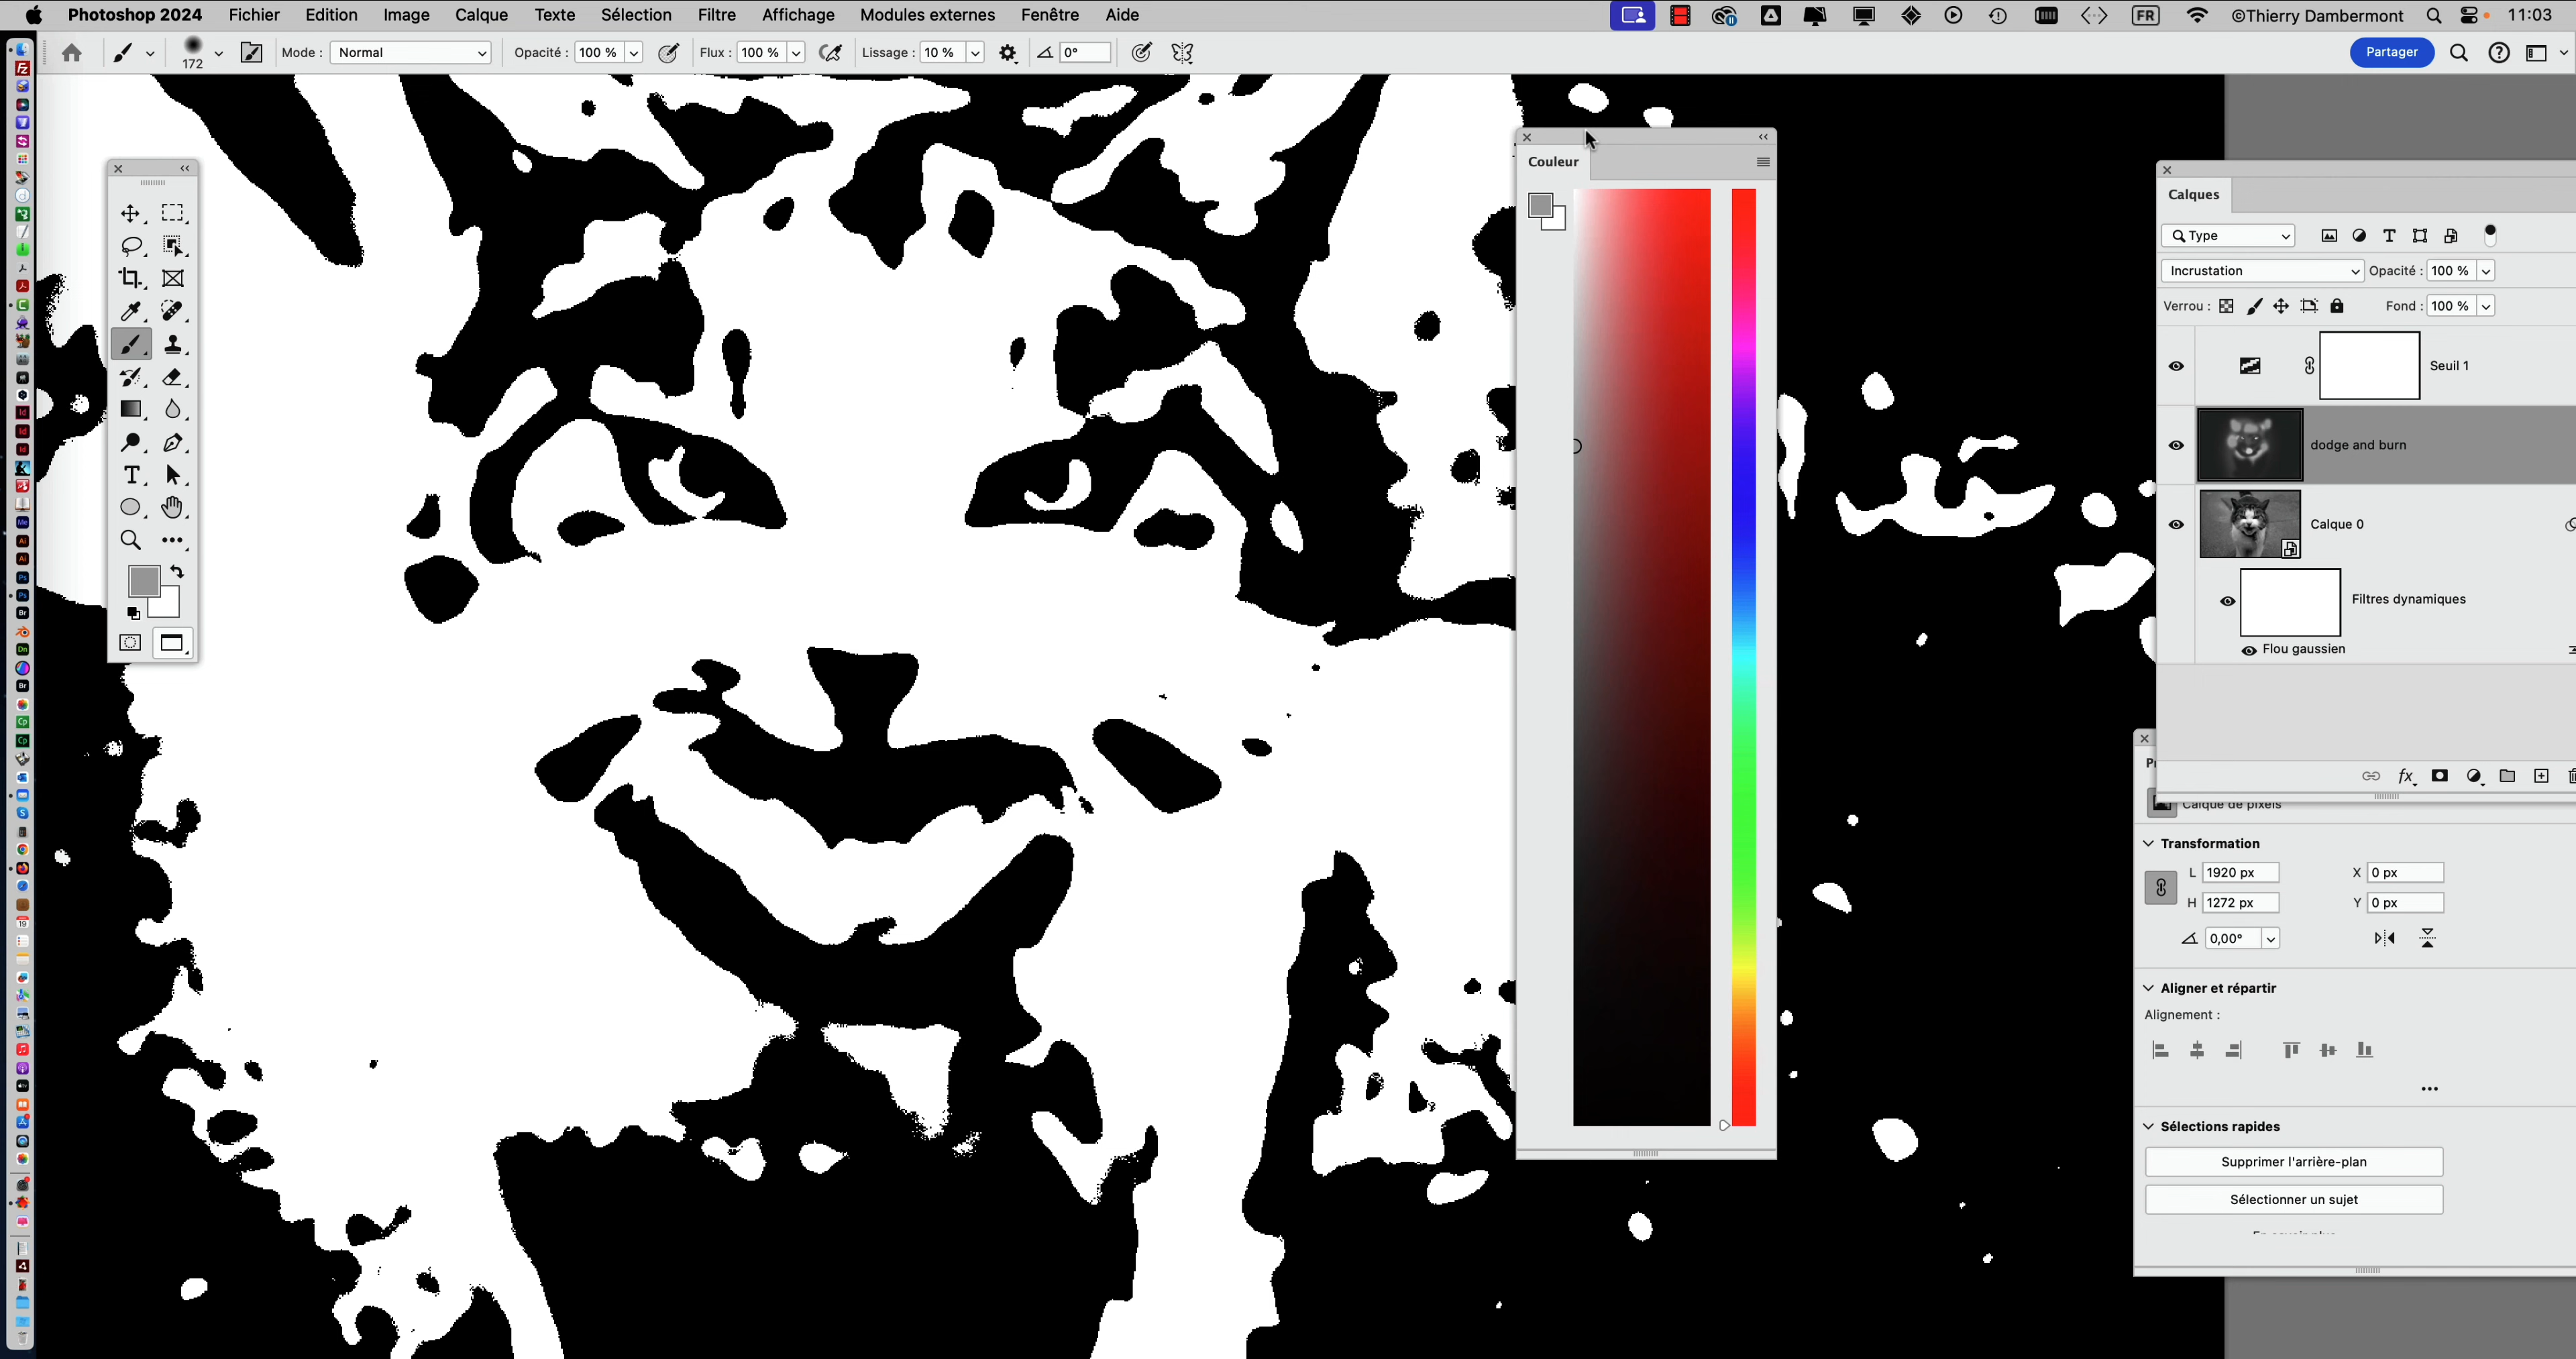 Photoshop 2024 Fichier Edition Image Calque Texte Sélection Filtre Affichage Modules externes Fenêtre Aide FR ©Thierry Dambermont 11:03
172 Mode : Normal Opacité : 100 % Flux : 100 % Lissage : 10 % 0° Partager
Couleur
Calques
Type
Incrustation Opacité : 100 %
Verrou : Fond : 100 %
Seuil 1
dodge and burn
Calque 0
Filtres dynamiques
Flou gaussien
Calque de pixels
Transformation
L 1920 px X 0 px
H 1272 px Y 0 px
0,00°
Aligner et répartir
Alignement :
Sélections rapides
Supprimer l'arrière-plan
Sélectionner un sujet